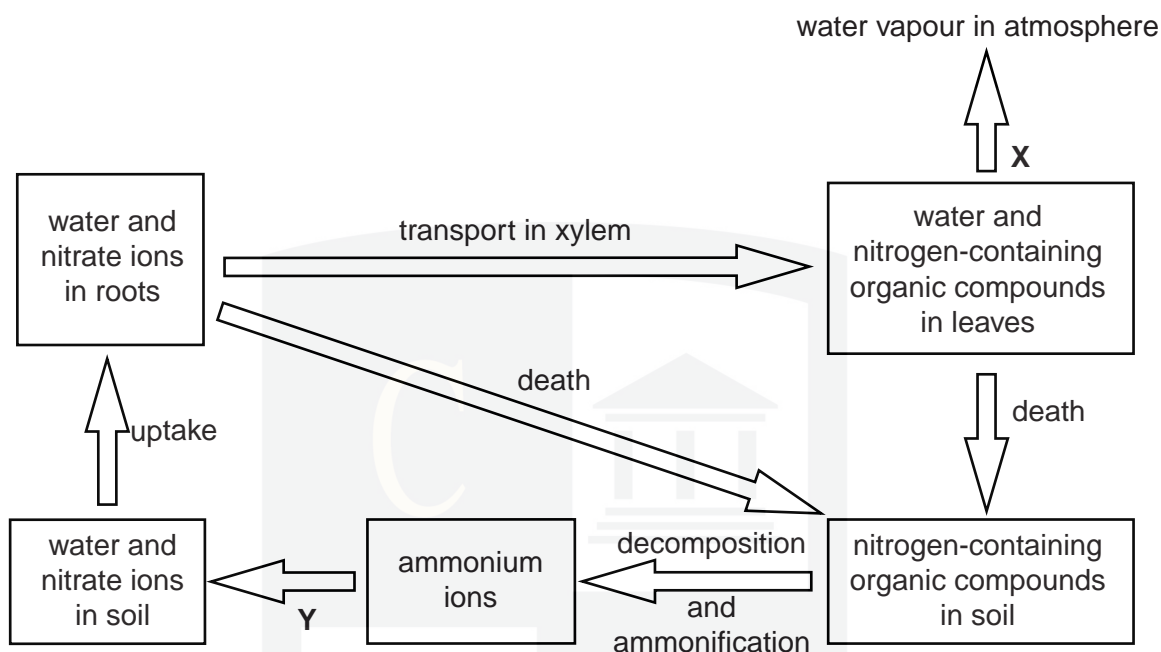 water vapour in atmosphere
X
water and
nitrate ions
in roots
transport in xylem
water and
nitrogen-containing
organic compounds
in leaves
death
death
uptake
water and
nitrate ions
in soil
Y
ammonium
ions
decomposition
and
ammonification
nitrogen-containing
organic compounds
in soil
C